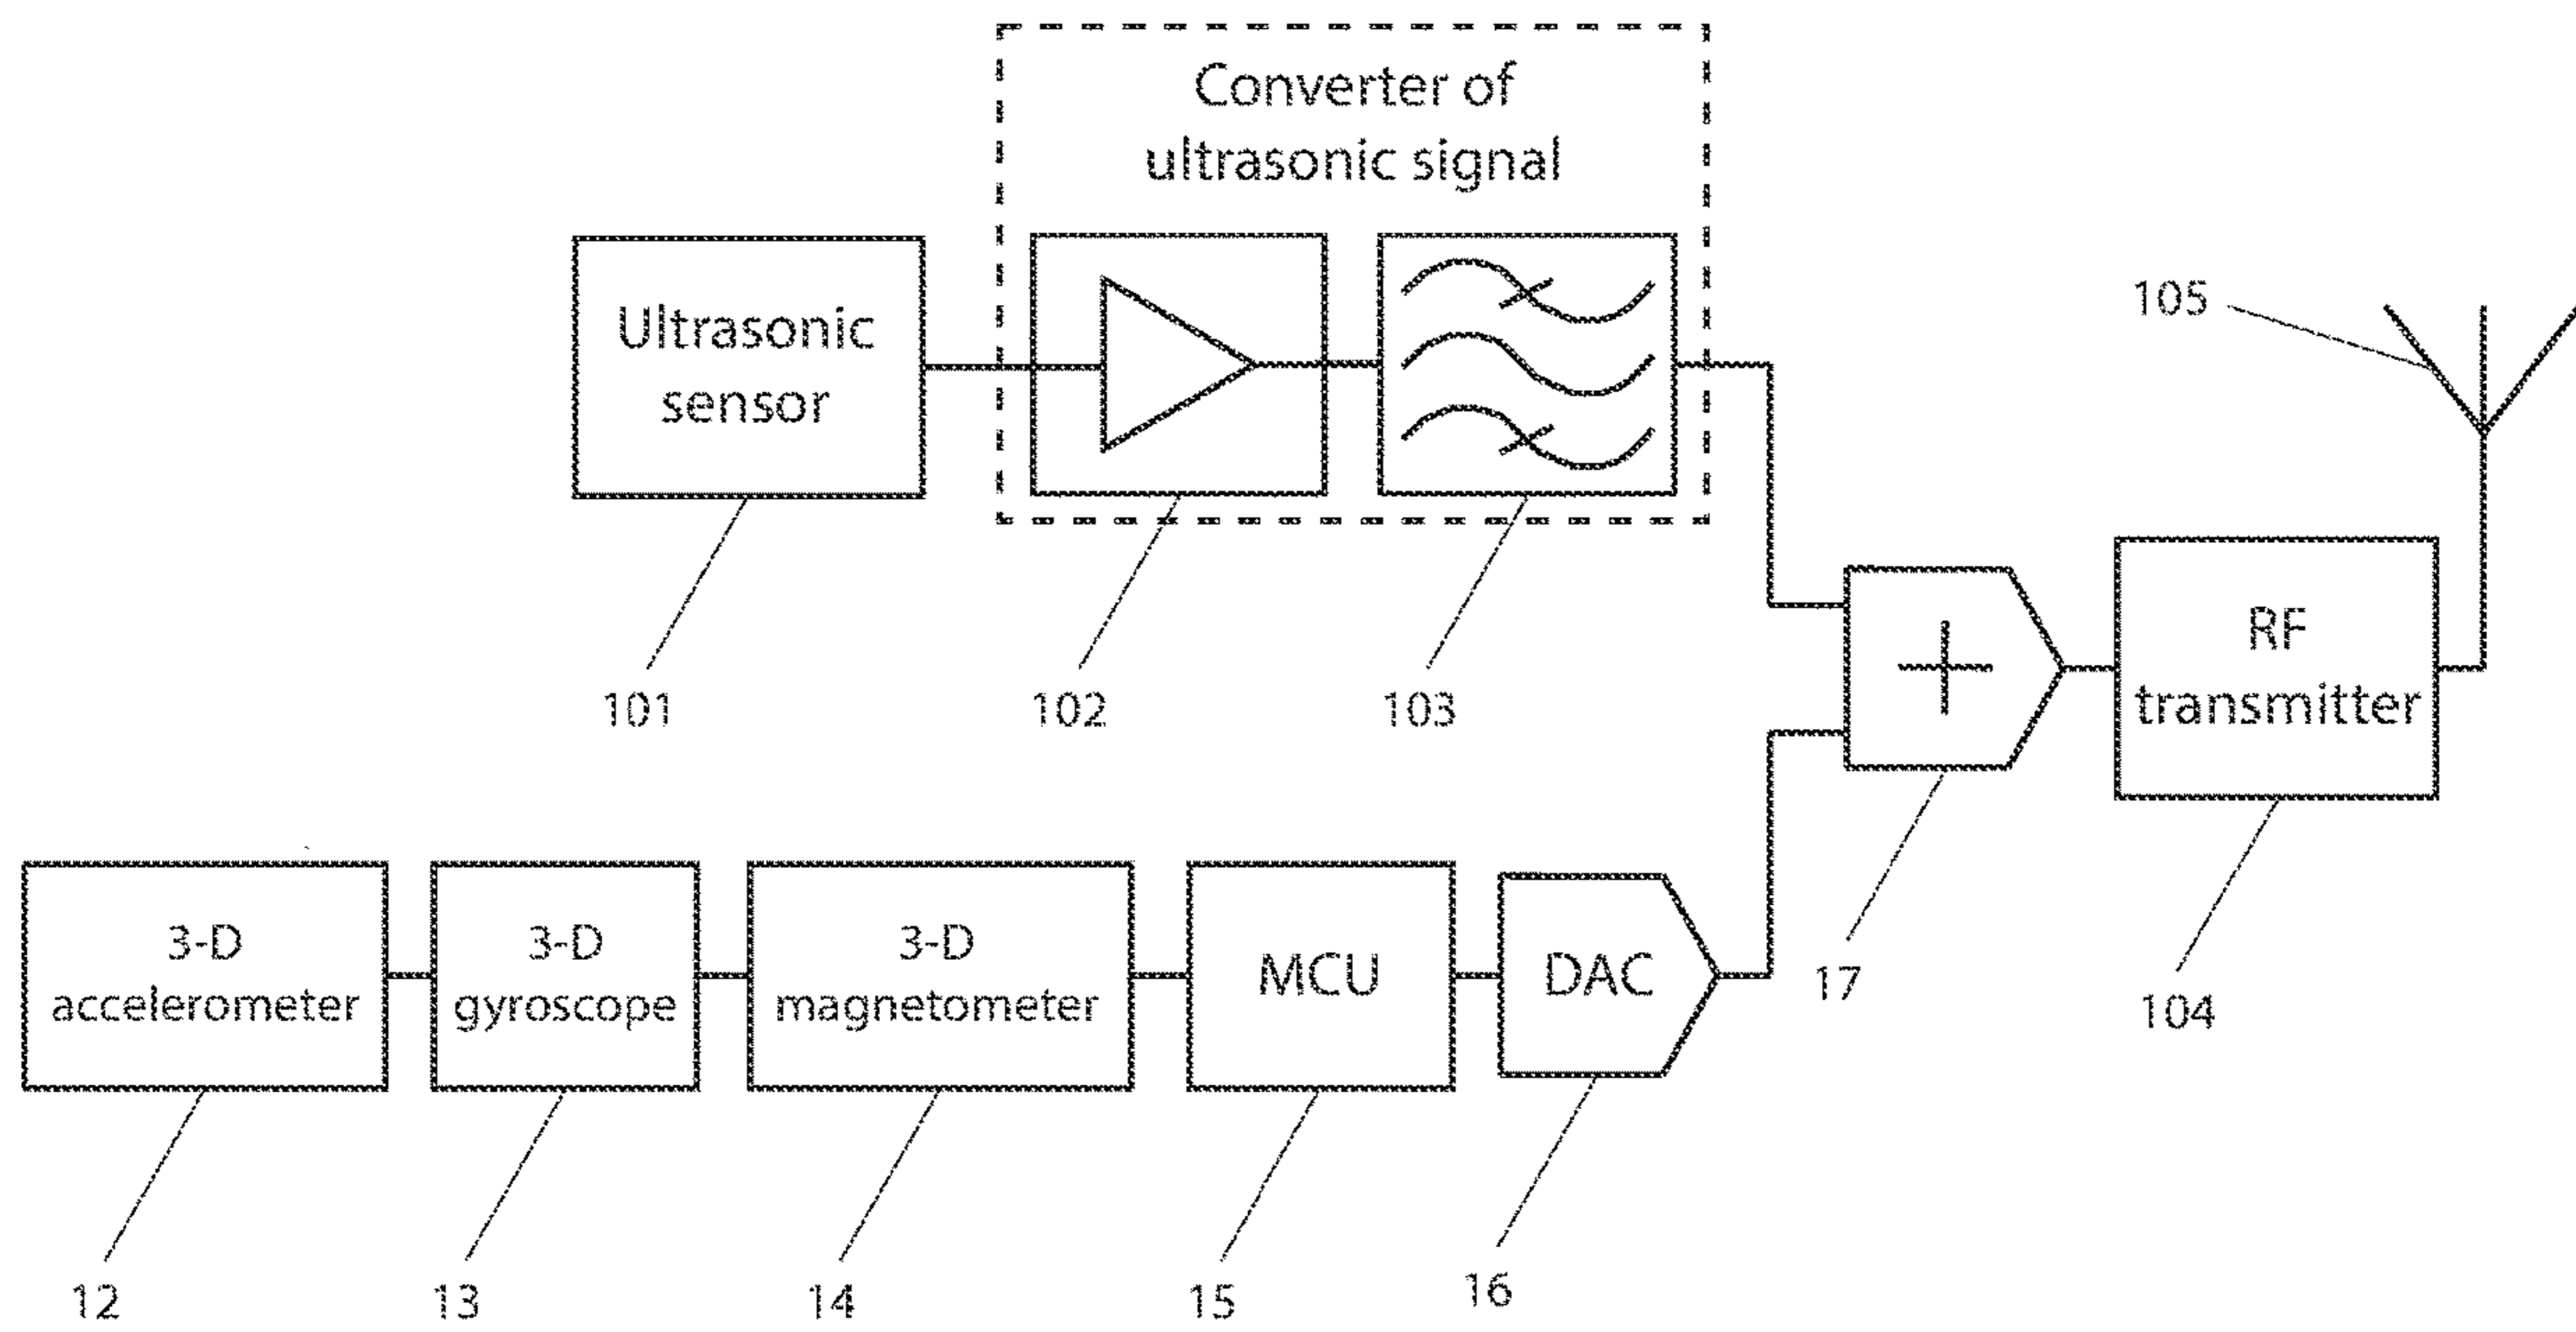 Converter of
ultrasonic signal
Ultrasonic
sensor
105
RF
transmitter
101
102
103
3-D
accelerometer
3-D
gyroscope
3-D
magnetometer
MCU
DAC
17
104
12
13
14
15
16